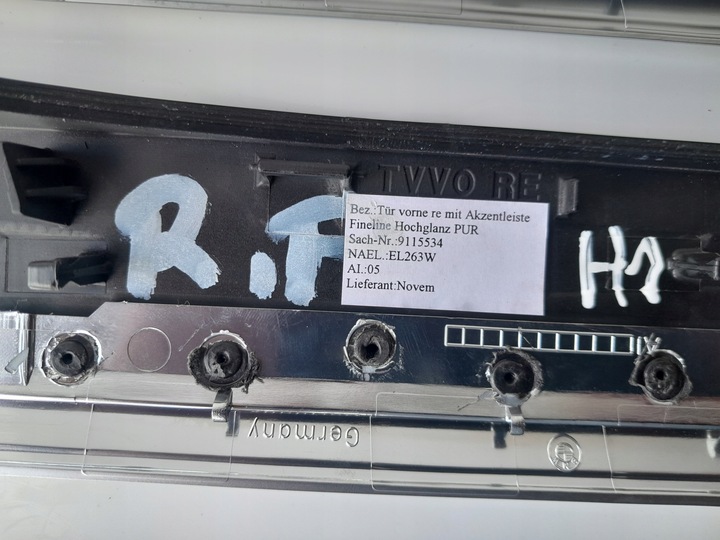 TVVO RE
R.F
Bez.:Tür vorne re mit Akzentleiste
Fineline Hochglanz PUR
Sach-Nr.:9115534
NAEL.:EL263W
AI.:05
Lieferant:Novem
H1
Germany